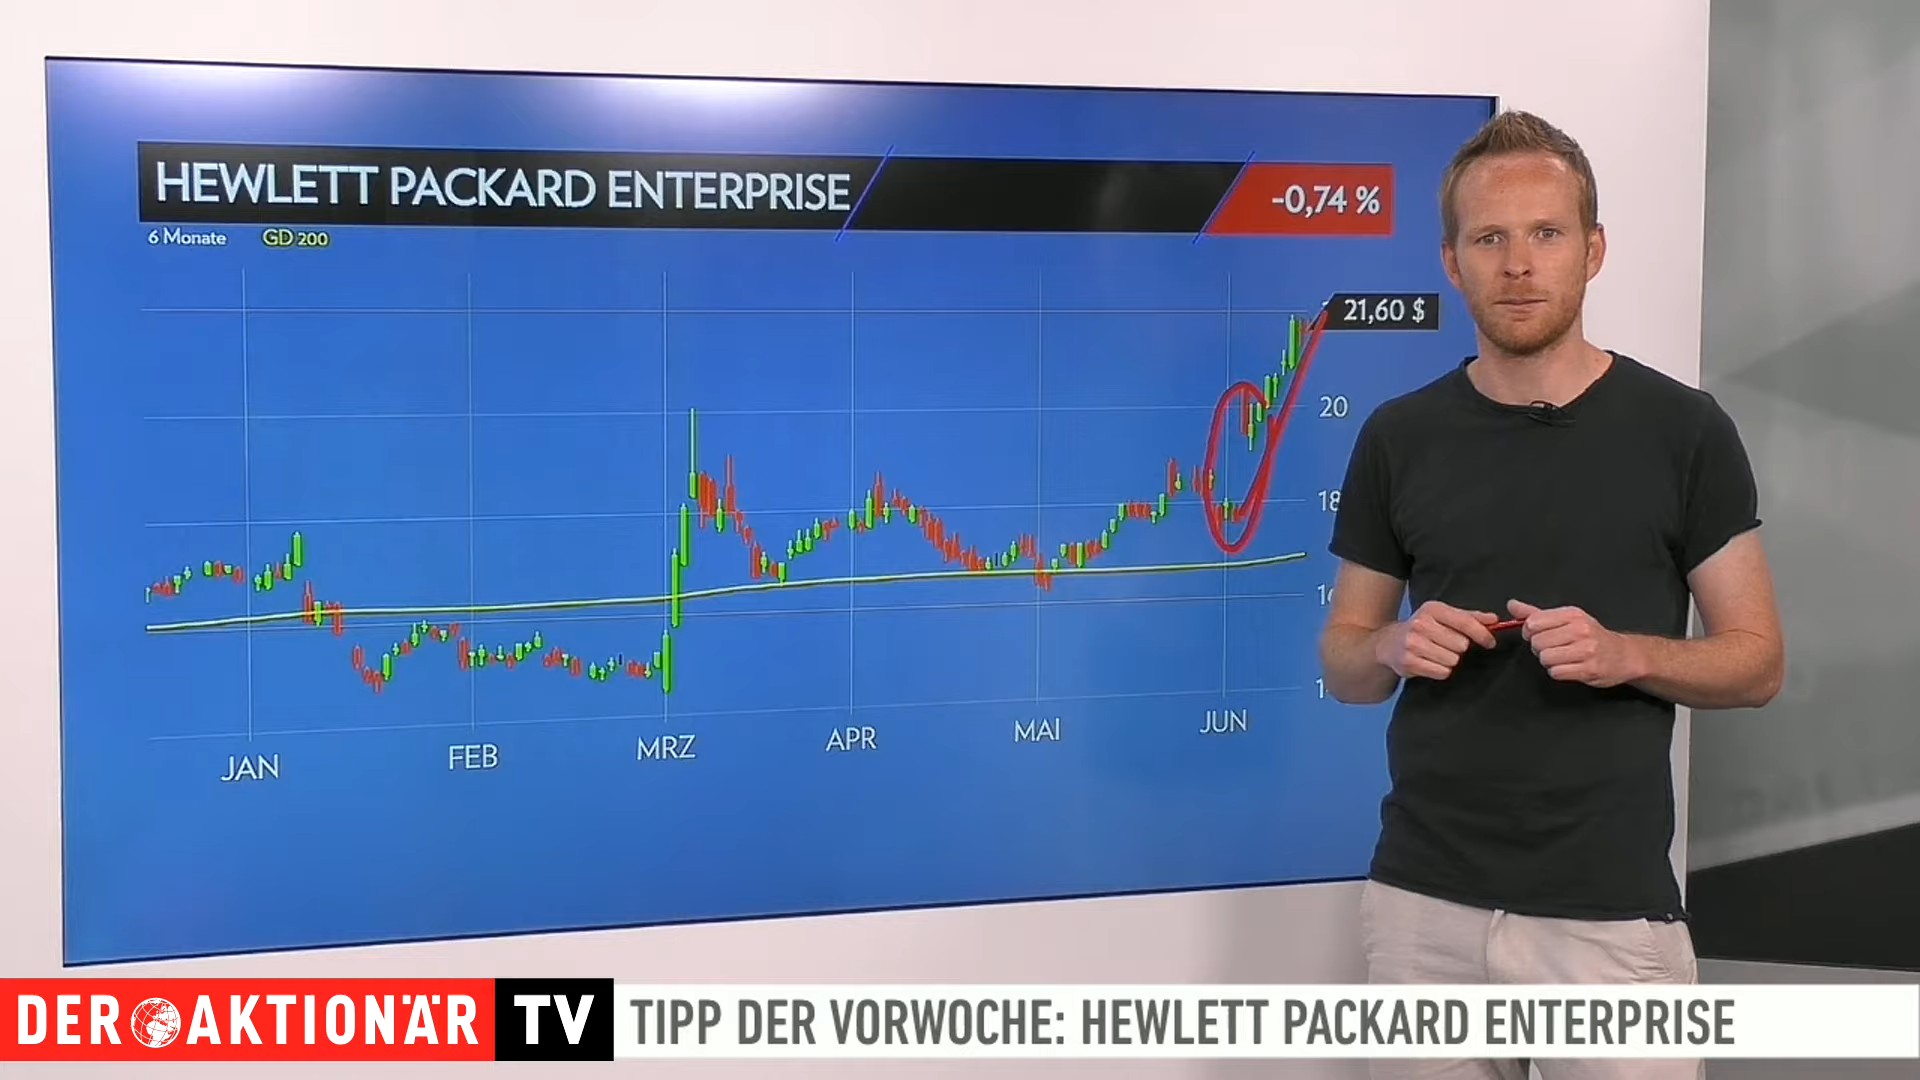 HEWLETT PACKARD ENTERPRISE
-0,74 %
6 Monate GD 200
21,60 $
20
18
JAN FEB MRZ APR MAI JUN
DER AKTIONÄR TV
TIPP DER VORWOCHE: HEWLETT PACKARD ENTERPRISE